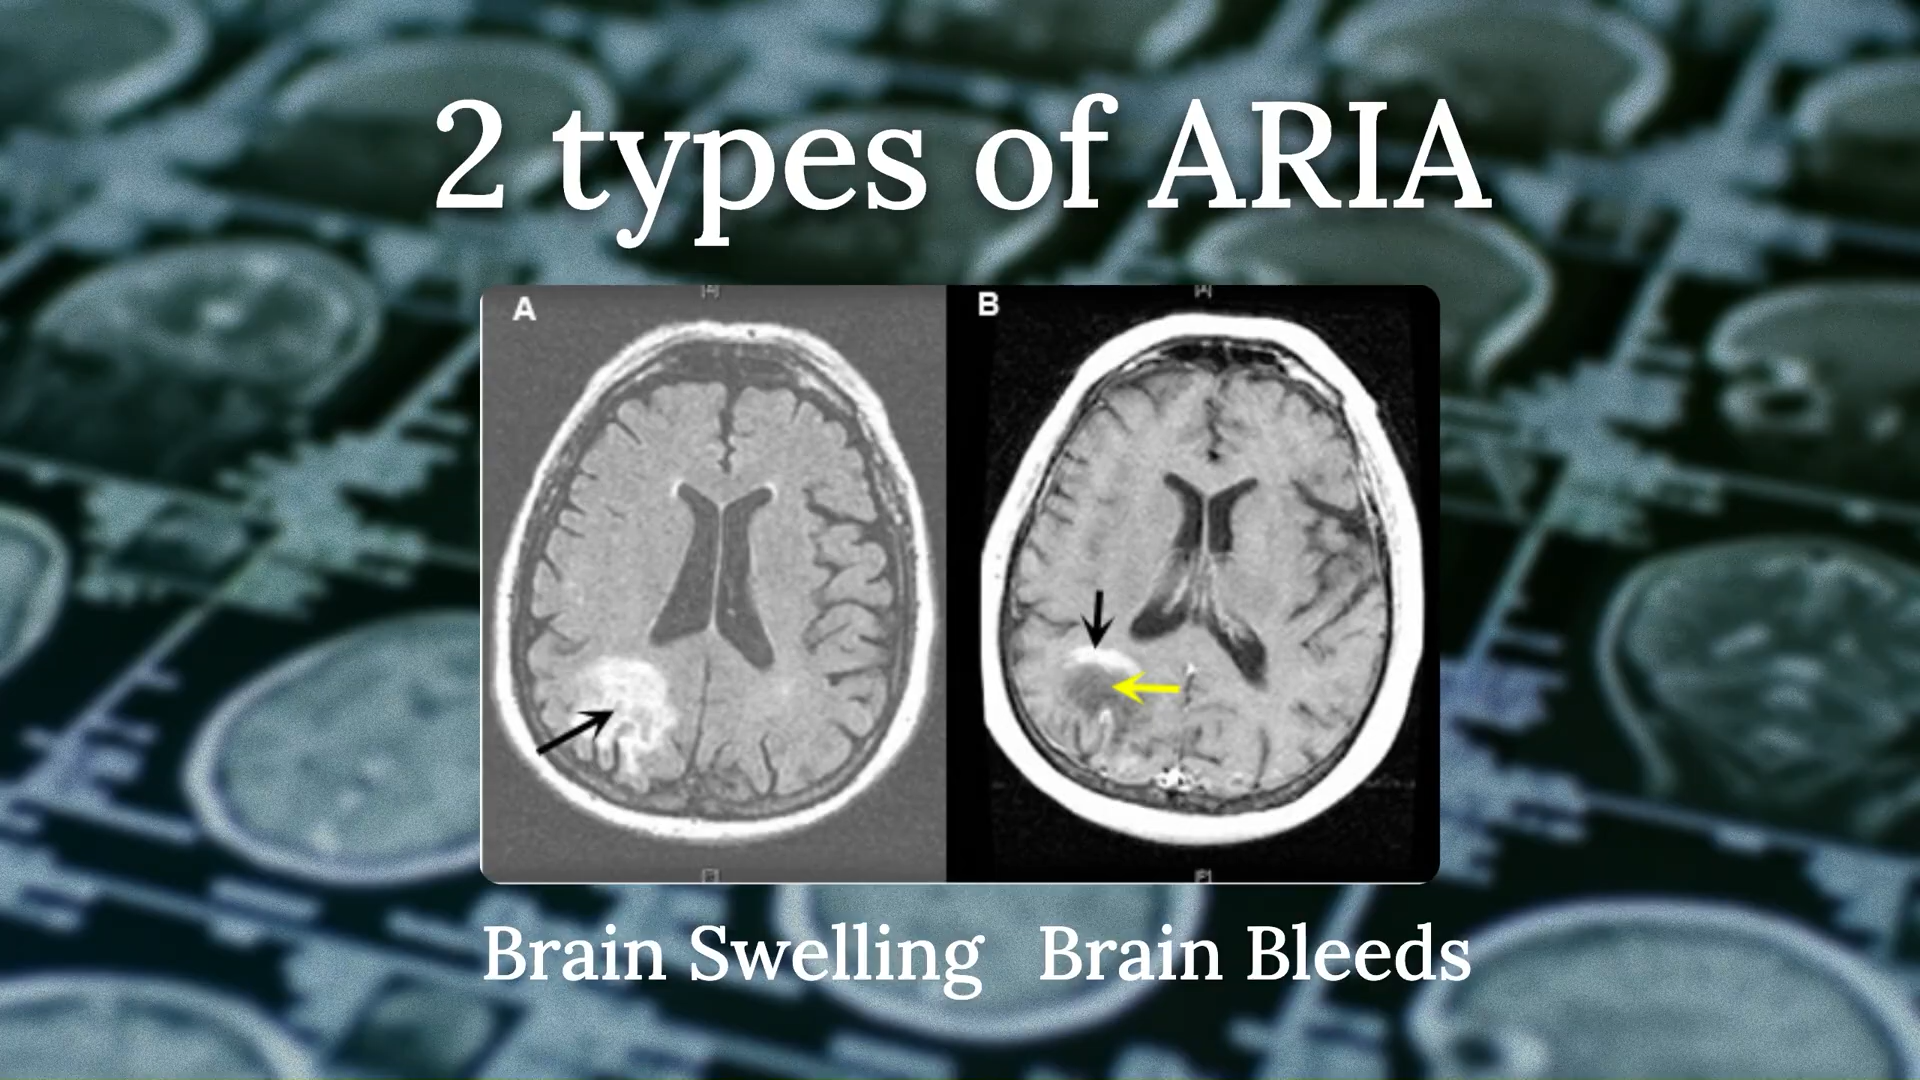 2 types of ARIA
A
B
[A]
[A]
[P]
Brain Swelling
Brain Bleeds